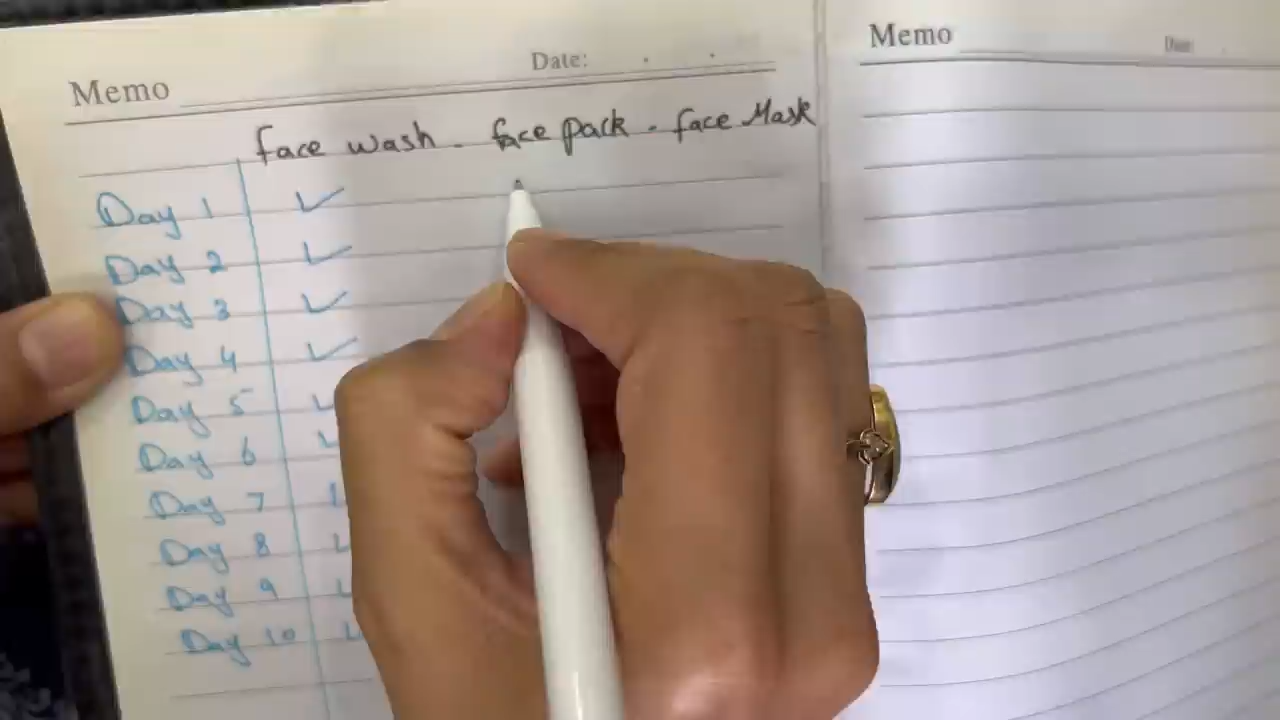 Memo Date:
face wash - face pack - face Mask
Day 1 ✓
Day 2 ✓
Day 3 ✓
Day 4 ✓
Day 5 ✓
Day 6 ✓
Day 7
Day 8
Day 9
Day 10
Memo Date